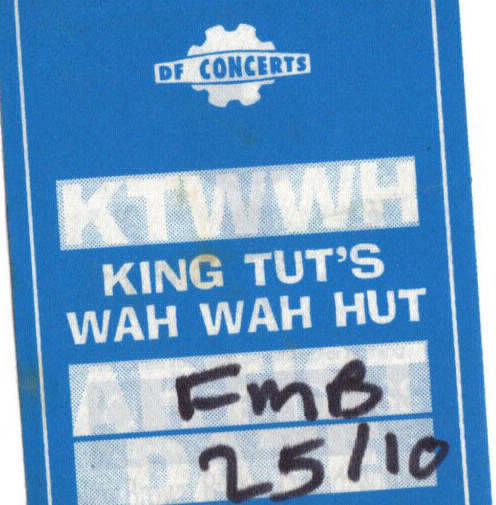 DF CONCERTS
KTWWH
KING TUT'S
WAH WAH HUT
FmB
25/10